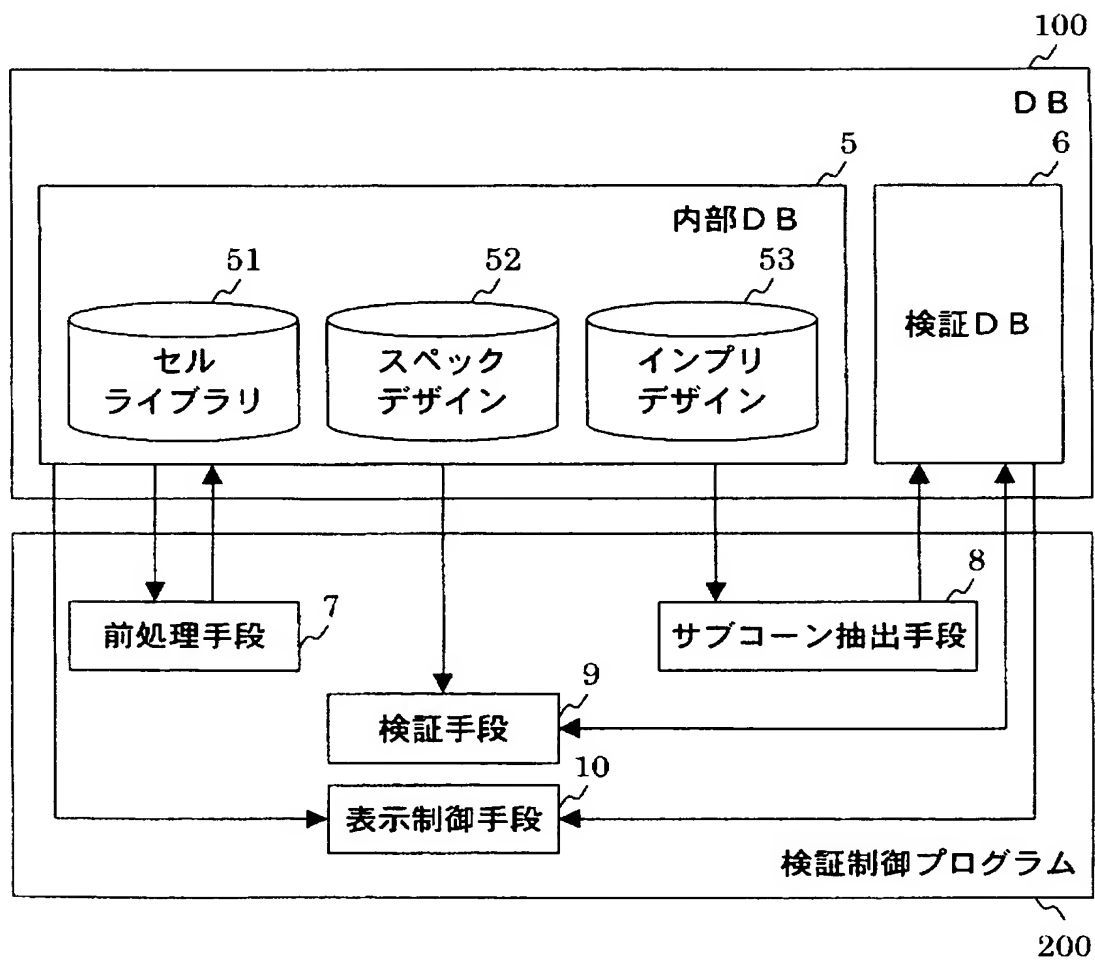 100
ＤＢ
5
6
内部ＤＢ
51
52
53
セル
ライブラリ
スペック
デザイン
インプリ
デザイン
検証ＤＢ
7
8
前処理手段
サブコーン抽出手段
9
検証手段
10
表示制御手段
検証制御プログラム
200